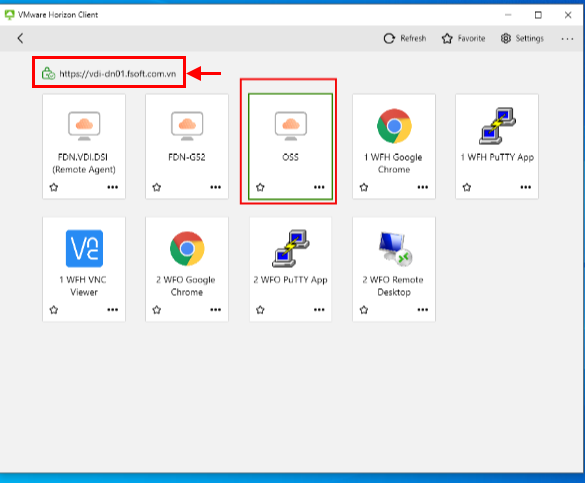 VMware Horizon Client
Refresh
Favorite
Settings
https://vdi-dn01.fsoft.com.vn
FDN.VDI.DSI
(Remote Agent)
FDN-G52
OSS
1 WFH Google
Chrome
1 WFH PuTTY App
1 WFH VNC
Viewer
2 WFO Google
Chrome
2 WFO PuTTY App
2 WFO Remote
Desktop